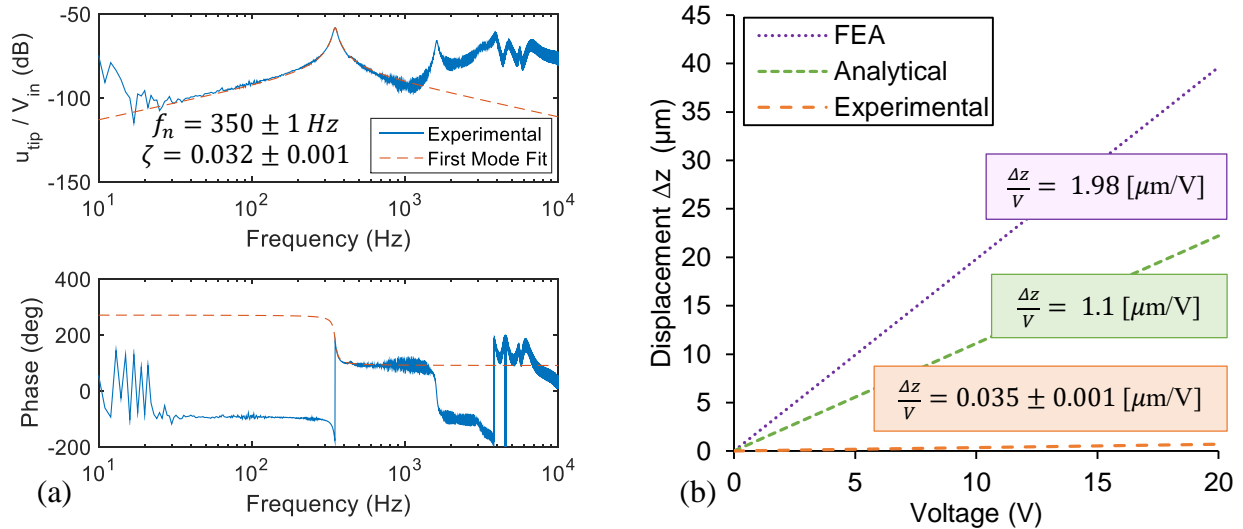 -50
-100
-150
u_tip / V_in (dB)
f_n = 350 ± 1 Hz
ζ = 0.032 ± 0.001
Experimental
First Mode Fit
10^1 10^2 10^3 10^4
Frequency (Hz)
400
200
0
-200
Phase (deg)
10^1 10^2 10^3 10^4
Frequency (Hz)
(a)
45
40
35
30
25
20
15
10
5
0
Displacement Δz (μm)
FEA
Analytical
Experimental
Δz/V = 1.98 [μm/V]
Δz/V = 1.1 [μm/V]
Δz/V = 0.035 ± 0.001 [μm/V]
0 5 10 15 20
Voltage (V)
(b)